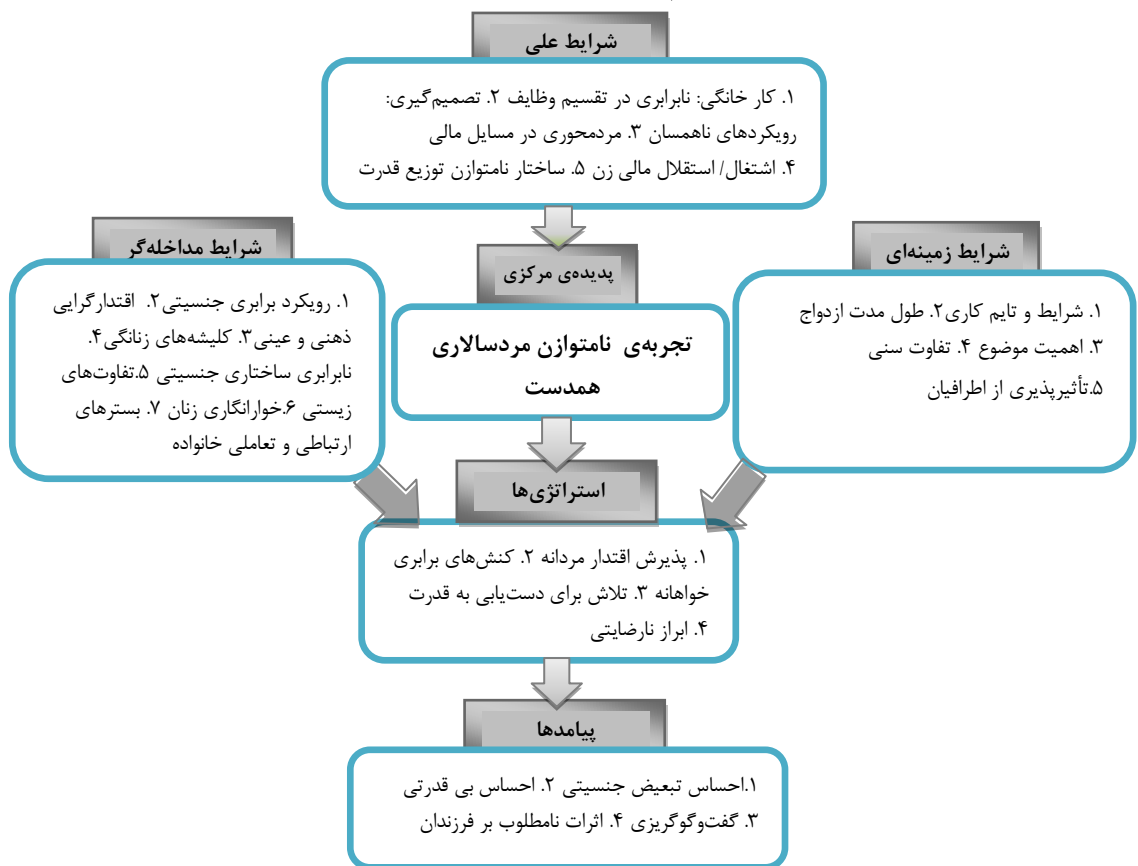 شرایط علی
۱. کار خانگی: نابرابری در تقسیم وظایف ۲. تصمیم‌گیری:
رویکردهای ناهمسان ۳. مردمحوری در مسایل مالی
۴. اشتغال/ استقلال مالی زن ۵. ساختار نامتوازن توزیع قدرت
شرایط زمینه‌ای
۱. شرایط و تایم کاری۲. طول مدت ازدواج
۳. اهمیت موضوع ۴. تفاوت سنی
۵.تأثیرپذیری از اطرافیان
پدیده‌ی مرکزی
تجربه‌ی نامتوازن مردسالاری
همدست
شرایط مداخله‌گر
۱. رویکرد برابری جنسیتی۲. اقتدارگرایی
ذهنی و عینی۳. کلیشه‌های زنانگی۴.
نابرابری ساختاری جنسیتی ۵.تفاوت‌های
زیستی ۶.خوارانگاری زنان ۷. بسترهای
ارتباطی و تعاملی خانواده
استراتژی‌ها
۱. پذیرش اقتدار مردانه ۲. کنش‌های برابری
خواهانه ۳. تلاش برای دست‌یابی به قدرت
۴. ابراز نارضایتی
پیامدها
۱.احساس تبعیض جنسیتی ۲. احساس بی قدرتی
۳. گفت‌وگوگریزی ۴. اثرات نامطلوب بر فرزندان